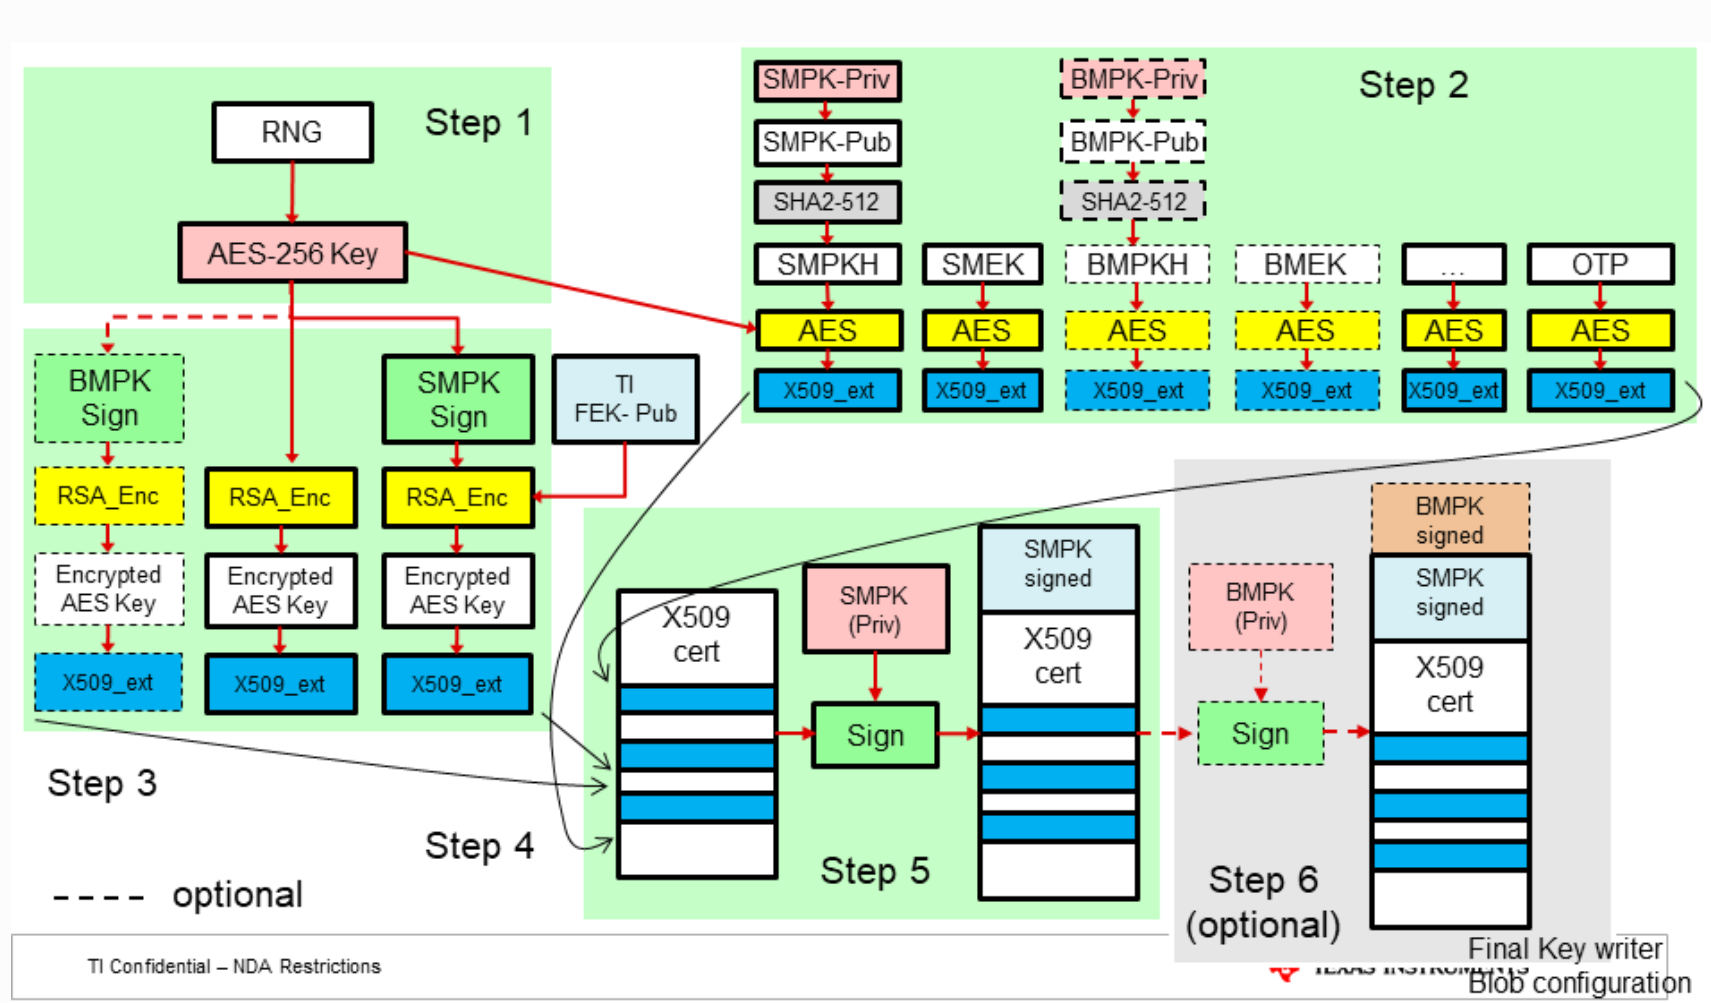 Step 1
RNG
AES-256 Key
Step 2
SMPK-Priv
BMPK-Priv
SMPK-Pub
BMPK-Pub
SHA2-512
SHA2-512
SMPKH
SMEK
BMPKH
BMEK
...
OTP
AES
AES
AES
AES
AES
AES
X509_ext
X509_ext
X509_ext
X509_ext
X509_ext
X509_ext
BMPK
Sign
SMPK
Sign
TI
FEK- Pub
RSA_Enc
RSA_Enc
RSA_Enc
Encrypted
AES Key
Encrypted
AES Key
Encrypted
AES Key
X509_ext
X509_ext
X509_ext
Step 3
Step 4
X509
cert
SMPK
(Priv)
Sign
SMPK
signed
X509
cert
Step 5
BMPK
(Priv)
Sign
BMPK
signed
SMPK
signed
X509
cert
Step 6
(optional)
optional
TI Confidential – NDA Restrictions
TEXAS INSTRUMENTS
Final Key writer
Blob configuration